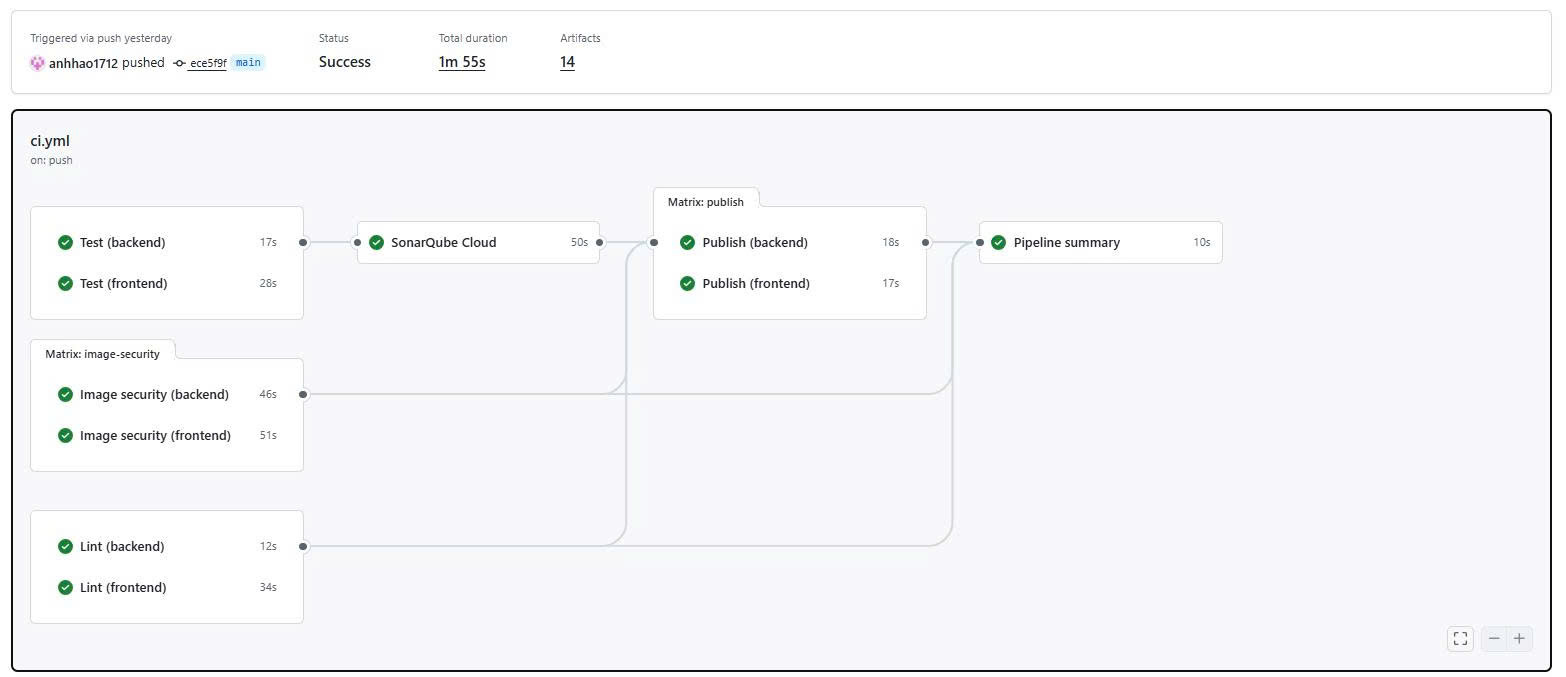 Triggered via push yesterday
anhhao1712 pushed ece5f9f main
Status
Success
Total duration
1m 55s
Artifacts
14
ci.yml
on: push
Test (backend) 17s
Test (frontend) 28s
SonarQube Cloud 50s
Matrix: publish
Publish (backend) 18s
Publish (frontend) 17s
Pipeline summary 10s
Matrix: image-security
Image security (backend) 46s
Image security (frontend) 51s
Lint (backend) 12s
Lint (frontend) 34s